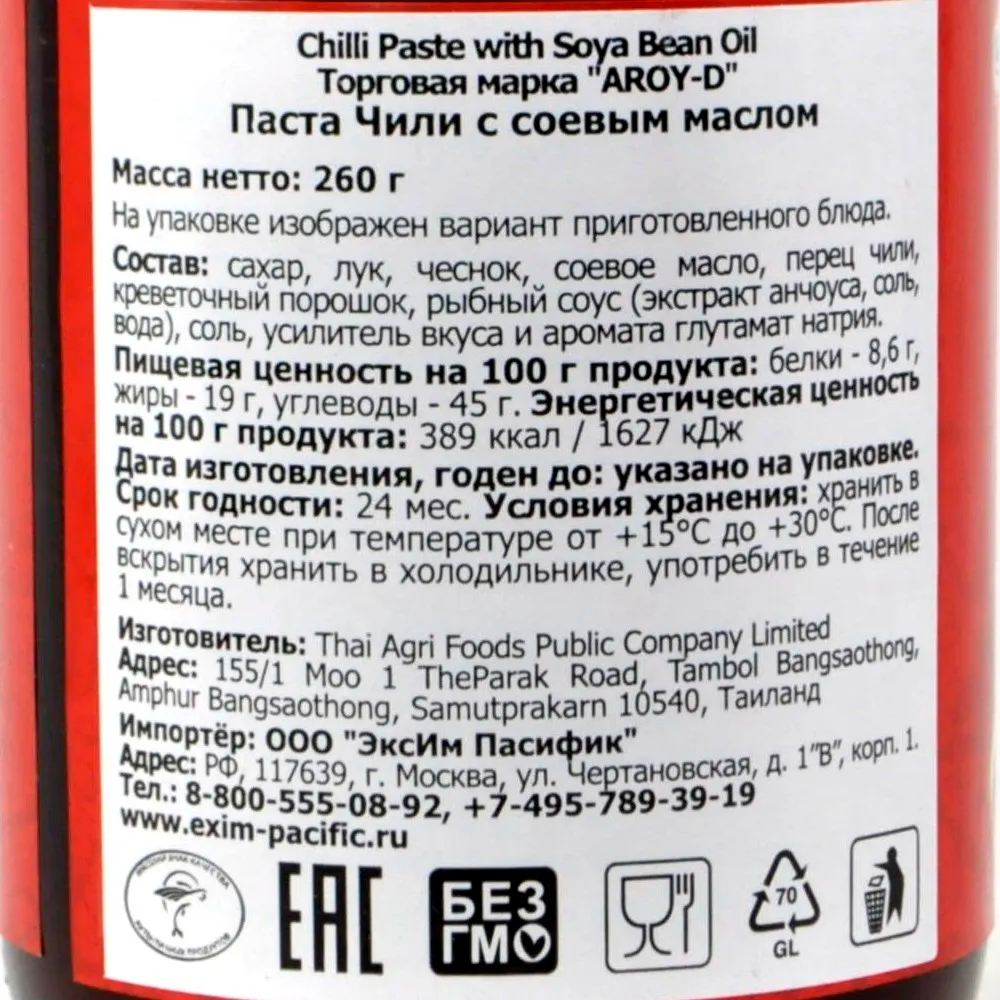 Chilli Paste with Soya Bean Oil
Торговая марка "AROY-D"
Паста Чили с соевым маслом
Масса нетто: 260 г
На упаковке изображен вариант приготовленного блюда.
Состав: сахар, лук, чеснок, соевое масло, перец чили,
креветочный порошок, рыбный соус (экстракт анчоуса, соль,
вода), соль, усилитель вкуса и аромата глутамат натрия.
Пищевая ценность на 100 г продукта: белки - 8,6 г,
жиры - 19 г, углеводы - 45 г. Энергетическая ценность
на 100 г продукта: 389 ккал / 1627 кДж
Дата изготовления, годен до: указано на упаковке.
Срок годности: 24 мес. Условия хранения: хранить в
сухом месте при температуре от +15°С до +30°С. После
вскрытия хранить в холодильнике, употребить в течение
1 месяца.
Изготовитель: Thai Agri Foods Public Company Limited
Адрес: 155/1 Moo 1 TheParak Road, Tambol Bangsaothong,
Amphur Bangsaothong, Samutprakarn 10540, Таиланд
Импортёр: ООО "ЭксИм Пасифик"
Адрес: РФ, 117639, г. Москва, ул. Чертановская, д. 1"В", корп. 1.
Тел.: 8-800-555-08-92, +7-495-789-39-19
www.exim-pacific.ru
ЕАС
БЕЗ
ГМО
70
GL